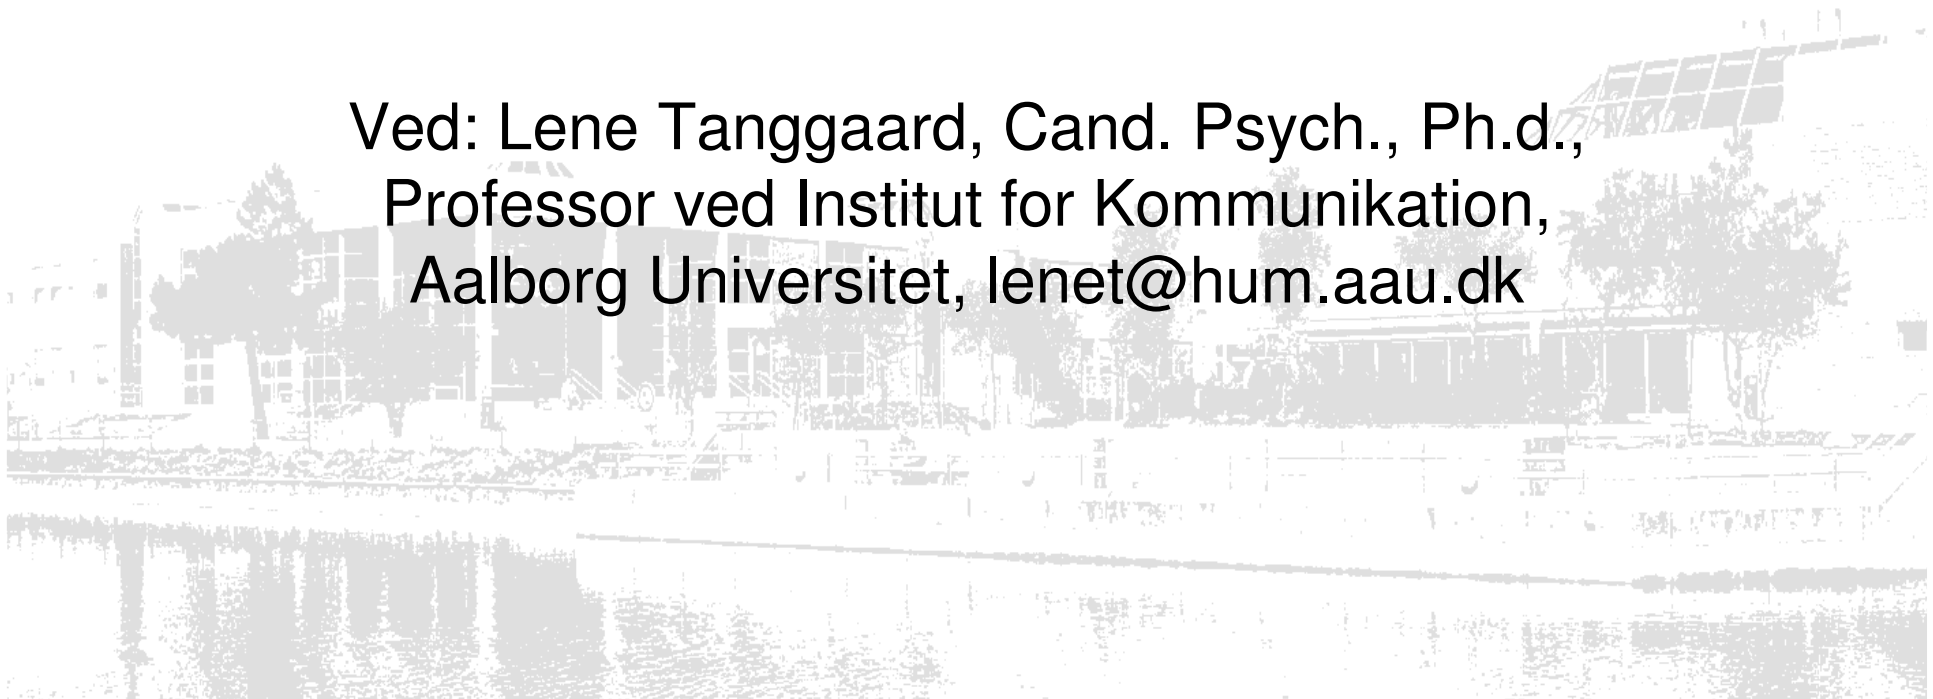 Ved: Lene Tanggaard, Cand. Psych., Ph.d.,
Professor ved Institut for Kommunikation,
Aalborg Universitet, lenet@hum.aau.dk